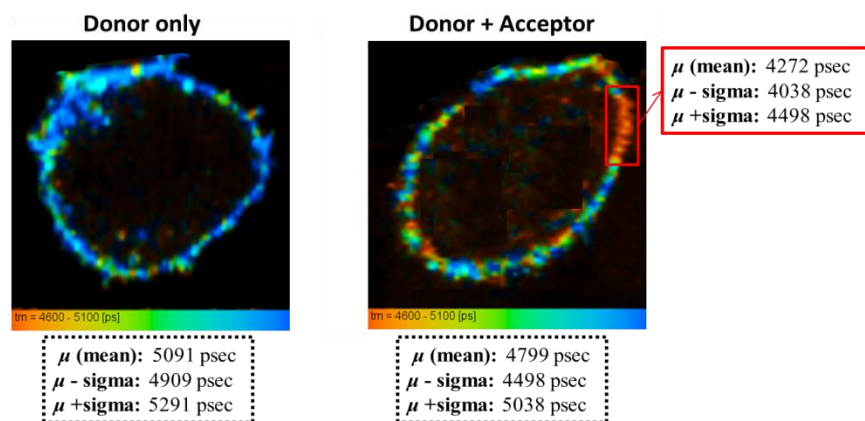 Donor only
Donor + Acceptor
μ (mean): 4272 psec
μ - sigma: 4038 psec
μ +sigma: 4498 psec
tm = 4600 - 5100 [ps]
tm = 4600 - 5100 [ps]
μ (mean): 5091 psec
μ - sigma: 4909 psec
μ +sigma: 5291 psec
μ (mean): 4799 psec
μ - sigma: 4498 psec
μ +sigma: 5038 psec